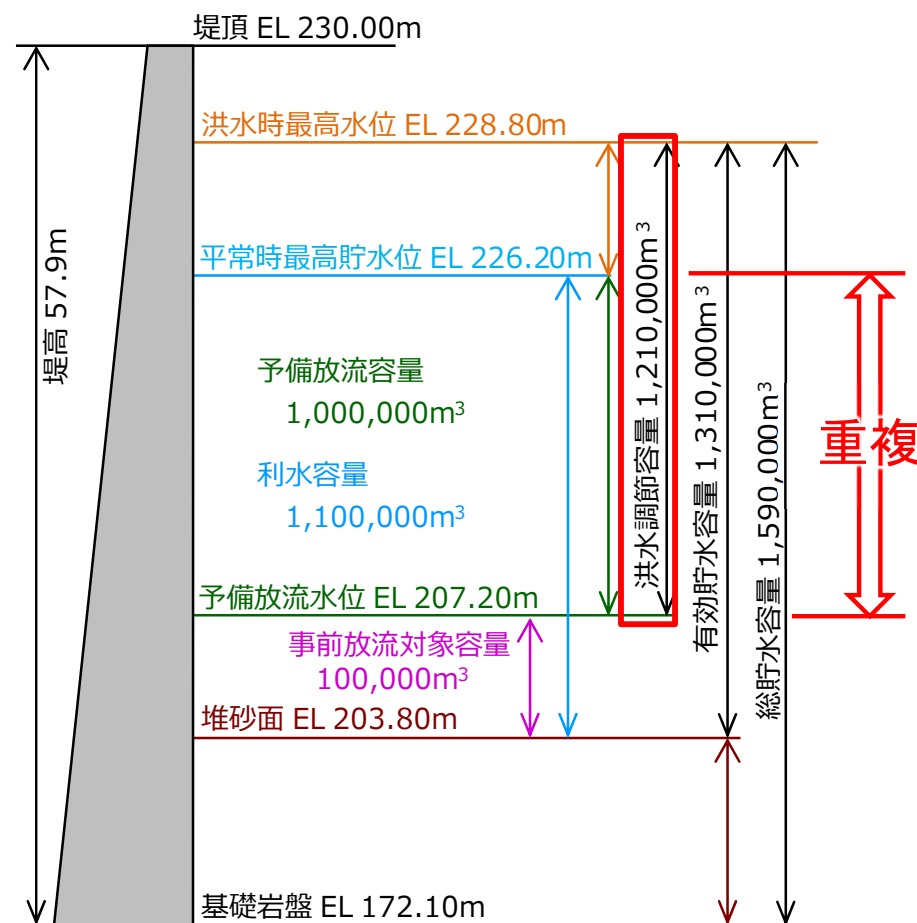 堤頂 EL 230.00m
洪水時最高水位 EL 228.80m
平常時最高貯水位 EL 226.20m
堤高 57.9m
予備放流容量
1,000,000m³
利水容量
1,100,000m³
洪水調節容量 1,210,000m³
有効貯水容量 1,310,000m³
総貯水容量 1,590,000m³
重複
予備放流水位 EL 207.20m
事前放流対象容量
100,000m³
堆砂面 EL 203.80m
基礎岩盤 EL 172.10m